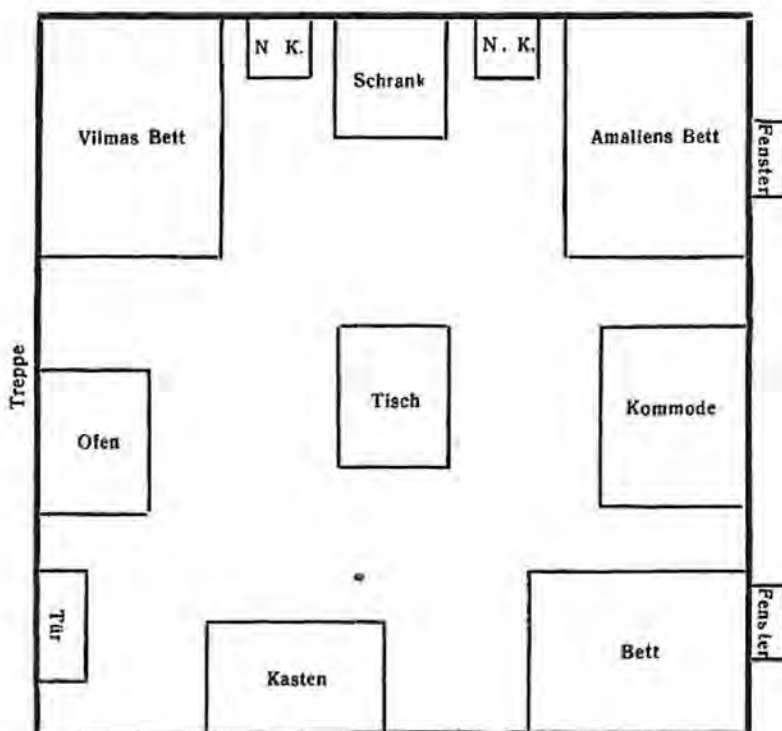 N K.
N. K.
Schrank
Vilmas Bett
Amaliens Bett
Fenster
Treppe
Tisch
Kommode
Ofen
Tür
Fenster
Bett
Kasten